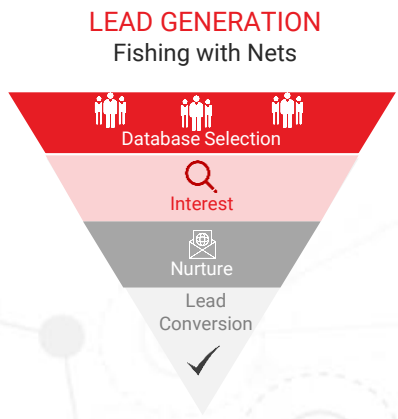 LEAD GENERATION
Fishing with Nets
Database Selection
Interest
Nurture
Lead
Conversion